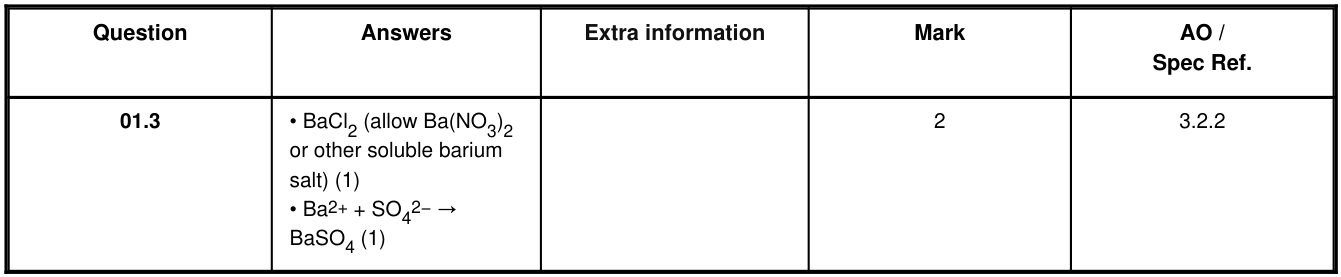 Question Answers Extra information Mark AO /
Spec Ref.
01.3
• BaCl₂ (allow Ba(NO₃)₂
or other soluble barium
salt) (1)
• Ba²⁺ + SO₄²⁻ →
BaSO₄ (1)
2
3.2.2